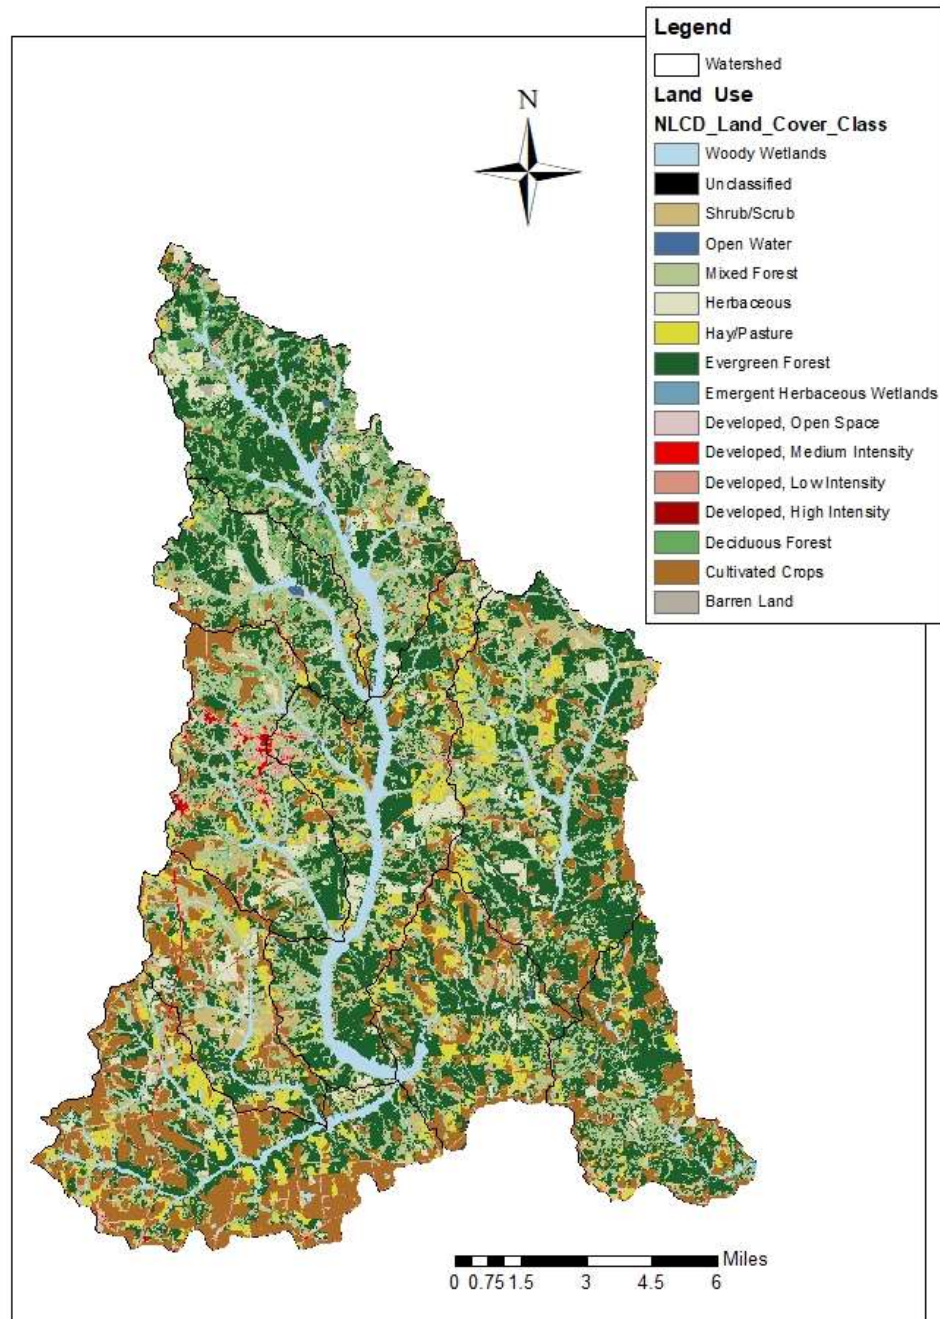 Legend
Watershed
Land Use
NLCD_Land_Cover_Class
Woody Wetlands
Unclassified
Shrub/Scrub
Open Water
Mixed Forest
Herbaceous
Hay/Pasture
Evergreen Forest
Emergent Herbaceous Wetlands
Developed, Open Space
Developed, Medium Intensity
Developed, Low Intensity
Developed, High Intensity
Deciduous Forest
Cultivated Crops
Barren Land
N
Miles
0 0.75 1.5 3 4.5 6